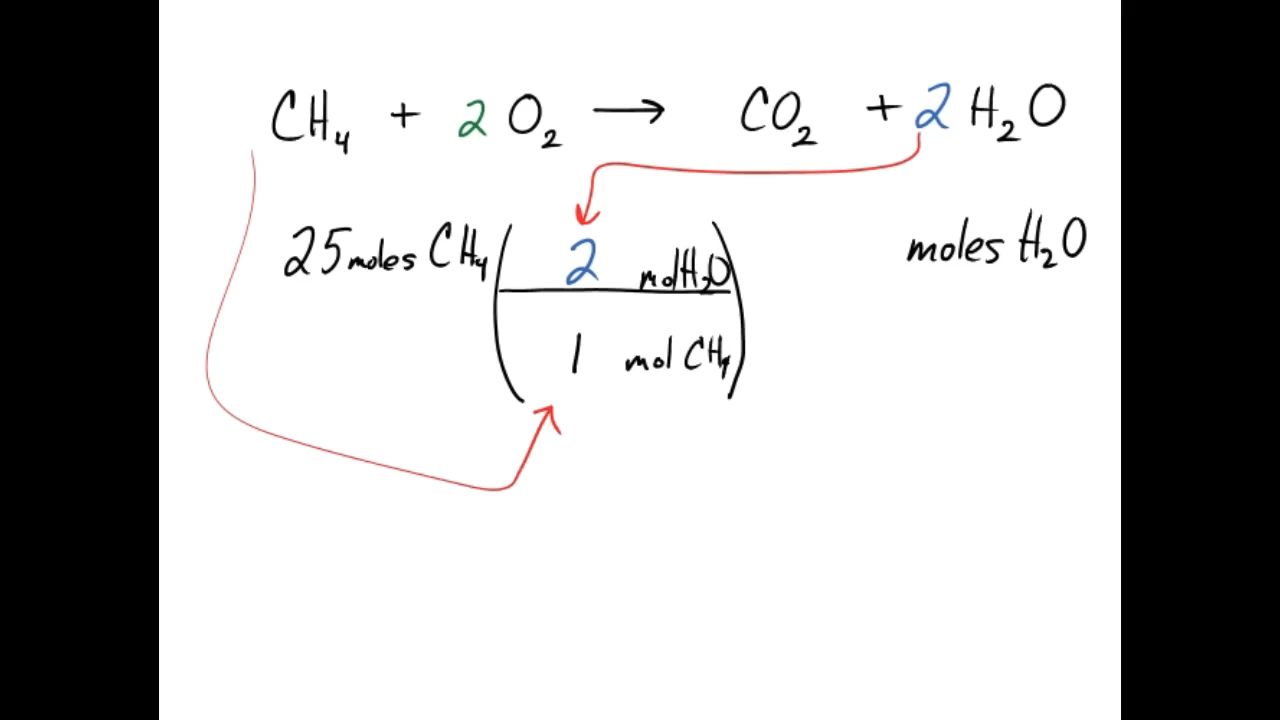 CH₄ + 2 O₂ → CO₂ + 2 H₂O
25 moles CH₄ ( 2 mol H₂O moles H₂O
1 mol CH₄ )